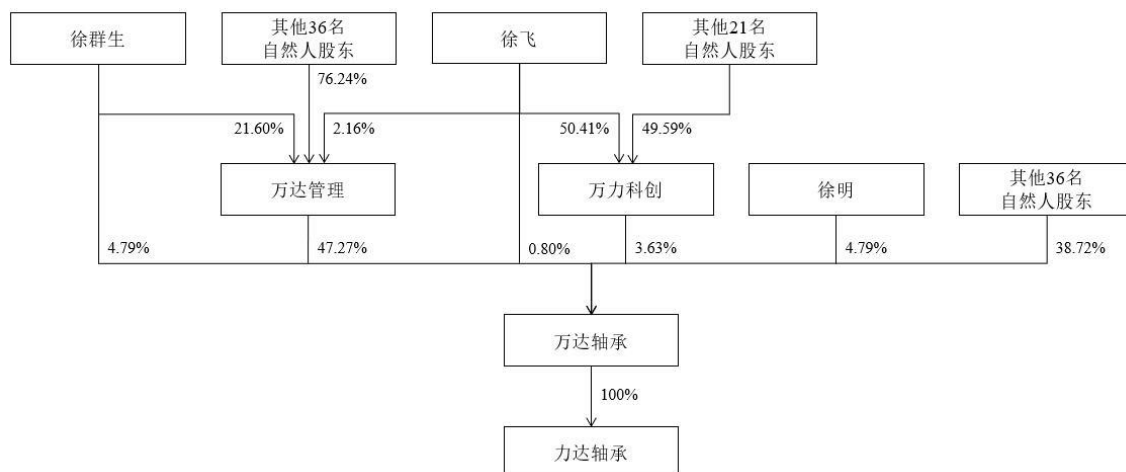 徐群生
其他36名
自然人股东
徐飞
其他21名
自然人股东
76.24%
21.60%
2.16%
50.41%
49.59%
万达管理
万力科创
徐明
其他36名
自然人股东
4.79%
47.27%
0.80%
3.63%
4.79%
38.72%
万达轴承
100%
力达轴承